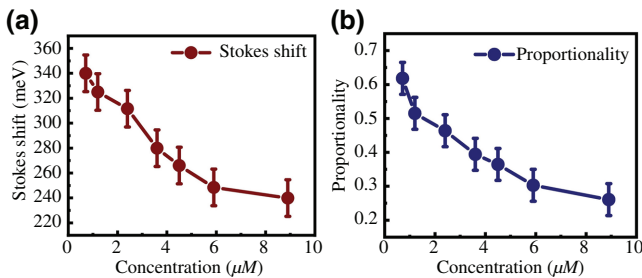 (a)
Stokes shift
Stokes shift (meV)
360
340
320
300
280
260
240
220
0 2 4 6 8 10
Concentration (μM)
(b)
Proportionality
Proportionality
0.7
0.6
0.5
0.4
0.3
0.2
0 2 4 6 8 10
Concentration (μM)